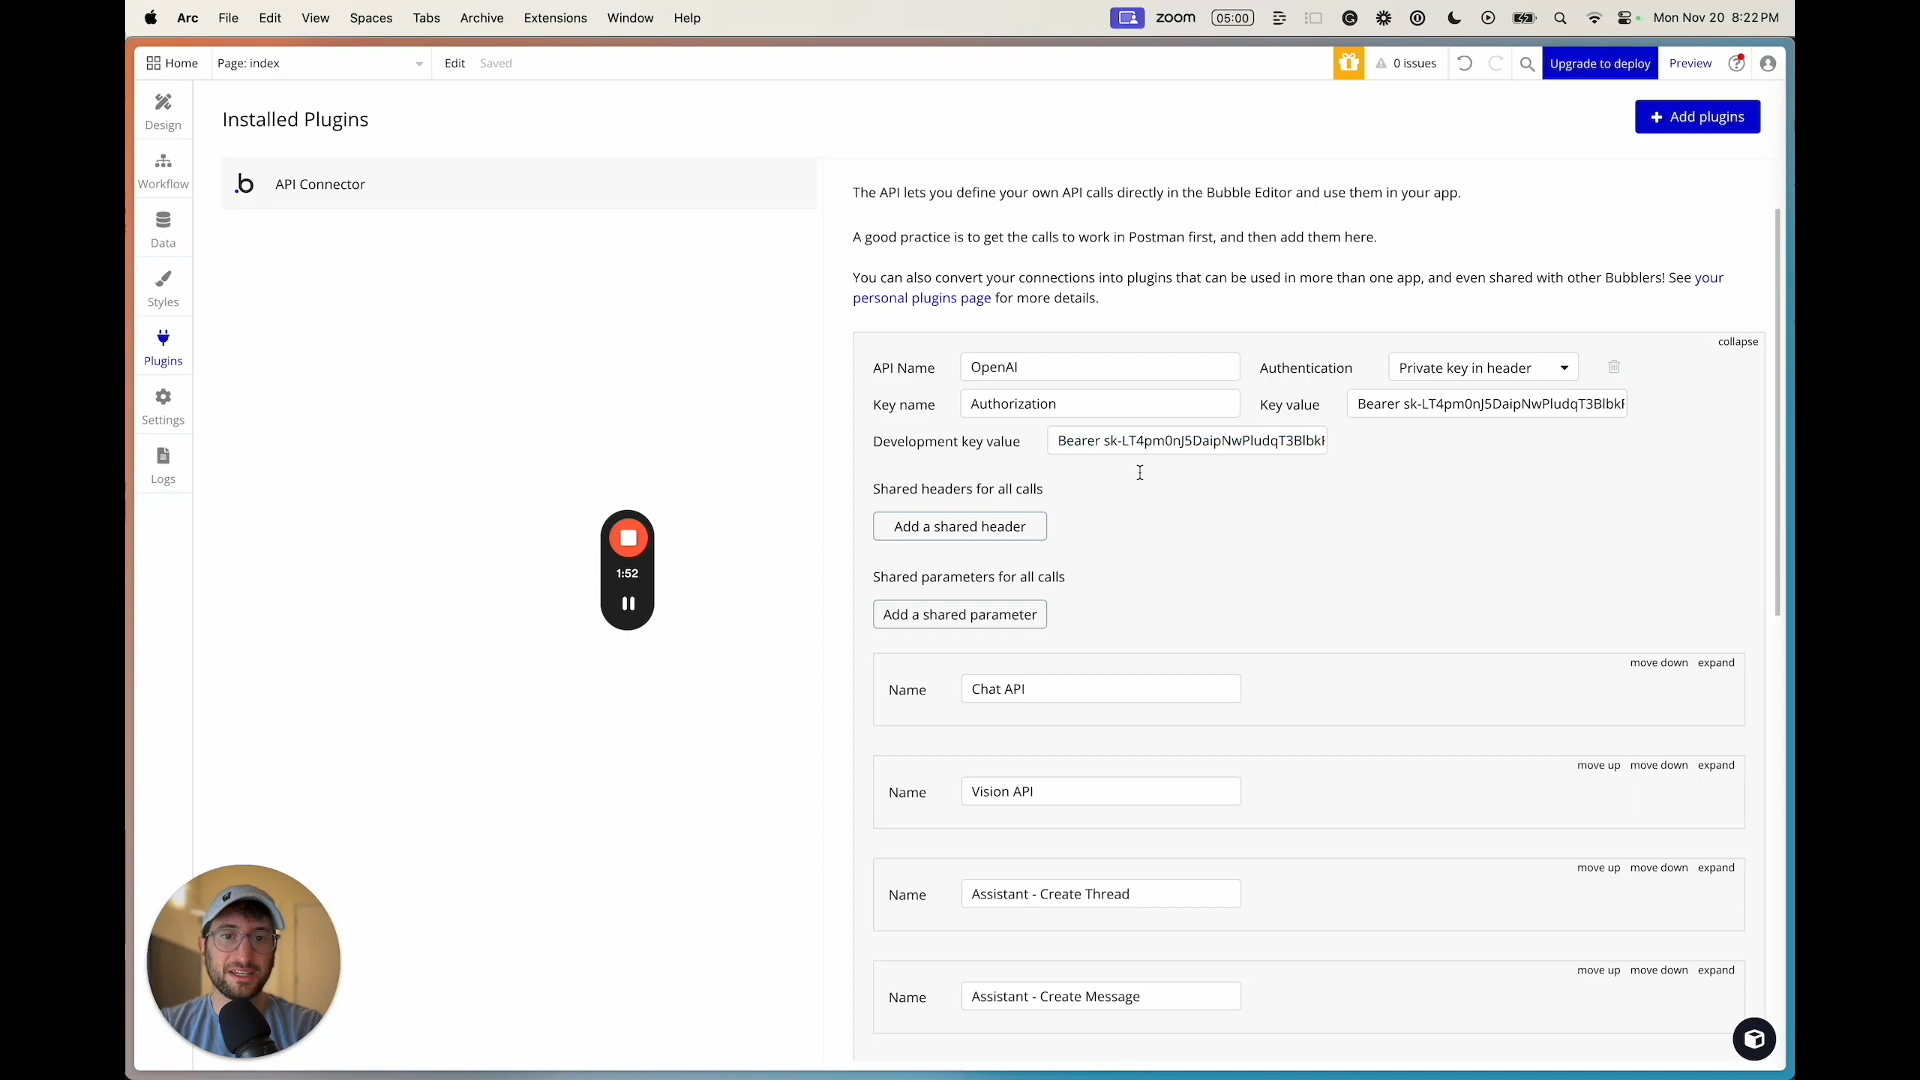 Arc File Edit View Spaces Tabs Archive Extensions Window Help zoom 05:00 Mon Nov 20 8:22 PM
Home Page: index Edit Saved 0 issues Upgrade to deploy Preview
Design
Workflow
Data
Styles
Plugins
Settings
Logs
Installed Plugins
Add plugins
b API Connector
The API lets you define your own API calls directly in the Bubble Editor and use them in your app.
A good practice is to get the calls to work in Postman first, and then add them here.
You can also convert your connections into plugins that can be used in more than one app, and even shared with other Bubblers! See your
personal plugins page for more details.
collapse
API Name OpenAI Authentication Private key in header
Key name Authorization Key value Bearer sk-LT4pm0nJ5DaipNwPludqT3Blbk
Development key value Bearer sk-LT4pm0nJ5DaipNwPludqT3Blbk
Shared headers for all calls
Add a shared header
Shared parameters for all calls
Add a shared parameter
move down expand
Name Chat API
move up move down expand
Name Vision API
move up move down expand
Name Assistant - Create Thread
move up move down expand
Name Assistant - Create Message
1:52